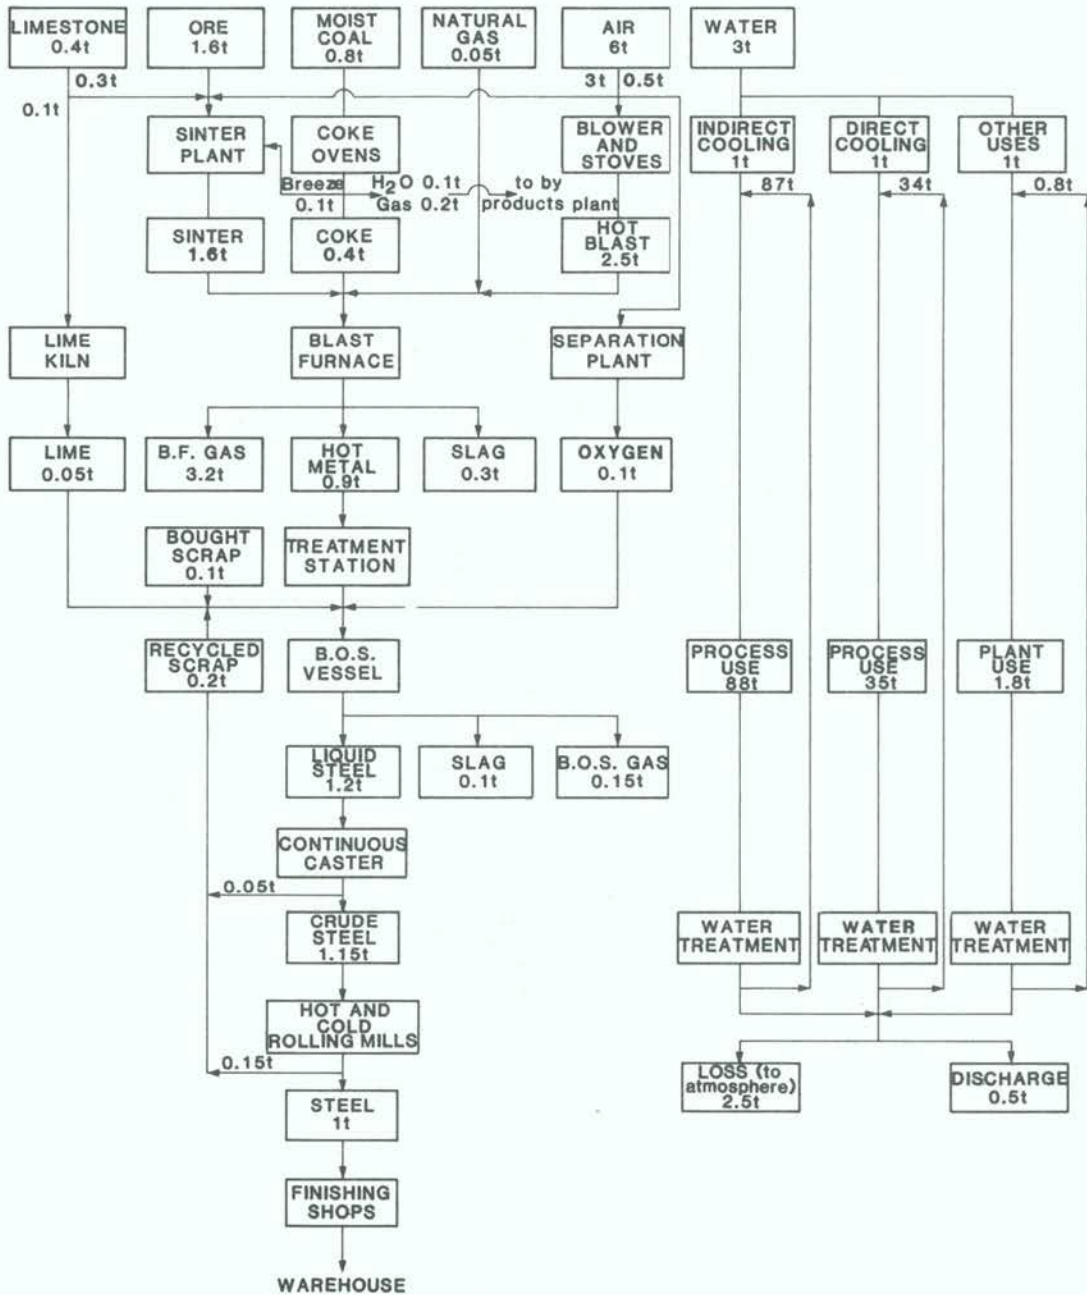 LIMESTONE
0.4t
ORE
1.6t
MOIST
COAL
0.8t
NATURAL
GAS
0.05t
AIR
6t
WATER
3t
0.3t
3t 0.5t
0.1t
SINTER
PLANT
COKE
OVENS
BLOWER
AND
STOVES
INDIRECT
COOLING
1t
DIRECT
COOLING
1t
OTHER
USES
1t
Breeze
0.1t
H₂O 0.1t
Gas 0.2t
to by
products plant
87t
34t
0.8t
SINTER
1.6t
COKE
0.4t
HOT
BLAST
2.5t
LIME
KILN
BLAST
FURNACE
SEPARATION
PLANT
LIME
0.05t
B.F. GAS
3.2t
HOT
METAL
0.9t
SLAG
0.3t
OXYGEN
0.1t
BOUGHT
SCRAP
0.1t
TREATMENT
STATION
RECYCLED
SCRAP
0.2t
B.O.S.
VESSEL
PROCESS
USE
88t
PROCESS
USE
35t
PLANT
USE
1.8t
LIQUID
STEEL
1.2t
SLAG
0.1t
B.O.S. GAS
0.15t
CONTINUOUS
CASTER
0.05t
CRUDE
STEEL
1.15t
WATER
TREATMENT
WATER
TREATMENT
WATER
TREATMENT
HOT AND
COLD
ROLLING MILLS
0.15t
STEEL
1t
LOSS (to
atmosphere)
2.5t
DISCHARGE
0.5t
FINISHING
SHOPS
WAREHOUSE